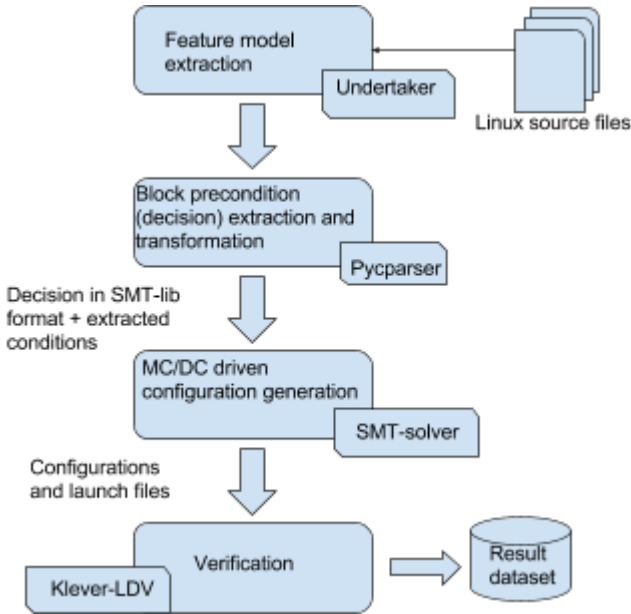 Feature model
extraction
Undertaker
Linux source files
Block precondition
(decision) extraction and
transformation
Pycparser
Decision in SMT-lib
format + extracted
conditions
MC/DC driven
configuration generation
SMT-solver
Configurations
and launch files
Verification
Klever-LDV
Result
dataset